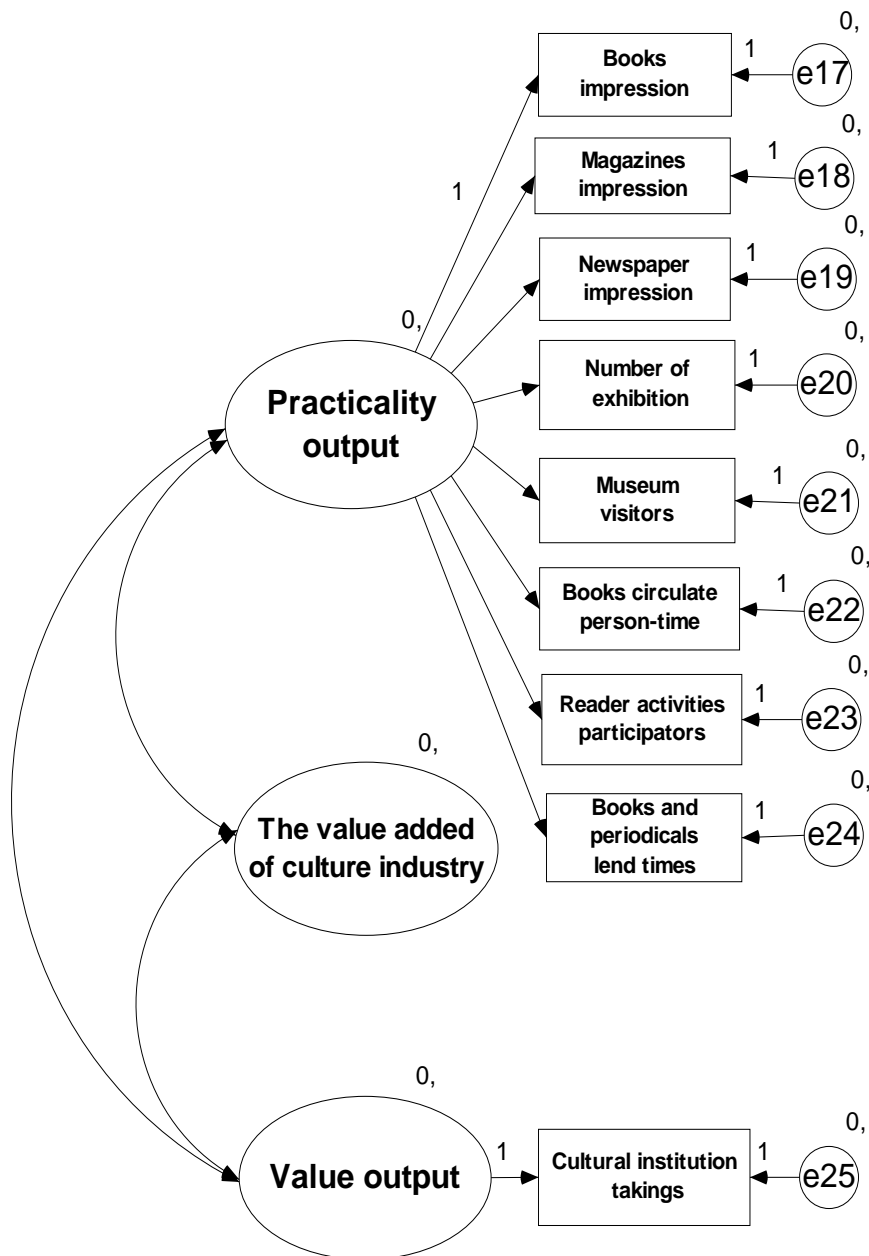 0,
Books
impression
1
e17
0,
Magazines
impression
1
e18
1
0,
Newspaper
impression
1
e19
0,
Practicality
output
0,
Number of
exhibition
1
e20
0,
Museum
visitors
1
e21
0,
Books circulate
person-time
1
e22
0,
Reader activities
participators
1
e23
0,
The value added
of culture industry
0,
Books and
periodicals
lend times
1
e24
0,
Value output
1
Cultural institution
takings
1
0,
e25